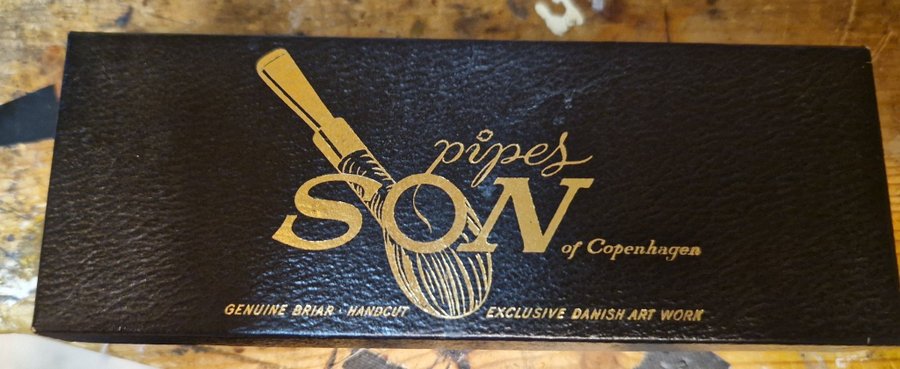 pipes
SON
of Copenhagen
GENUINE BRIAR · HANDCUT EXCLUSIVE DANISH ART WORK